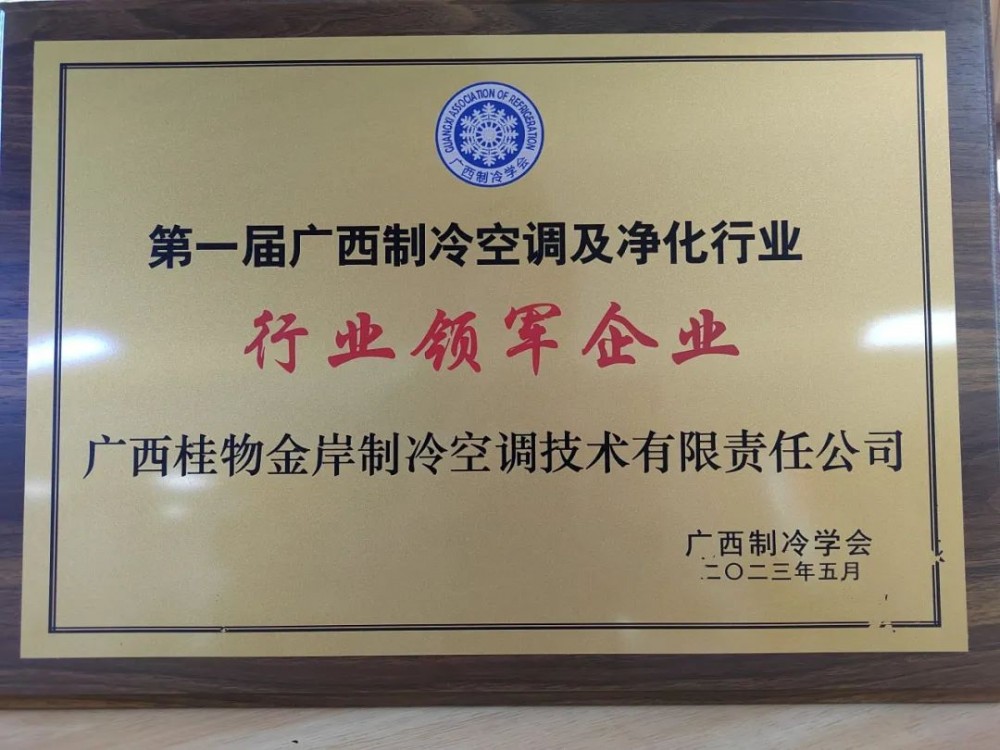 GUANGXI ASSOCIATION OF REFRIGERATION
广西制冷学会
第一届广西制冷空调及净化行业
行业领军企业
广西桂物金岸制冷空调技术有限责任公司
广西制冷学会
二〇二三年五月